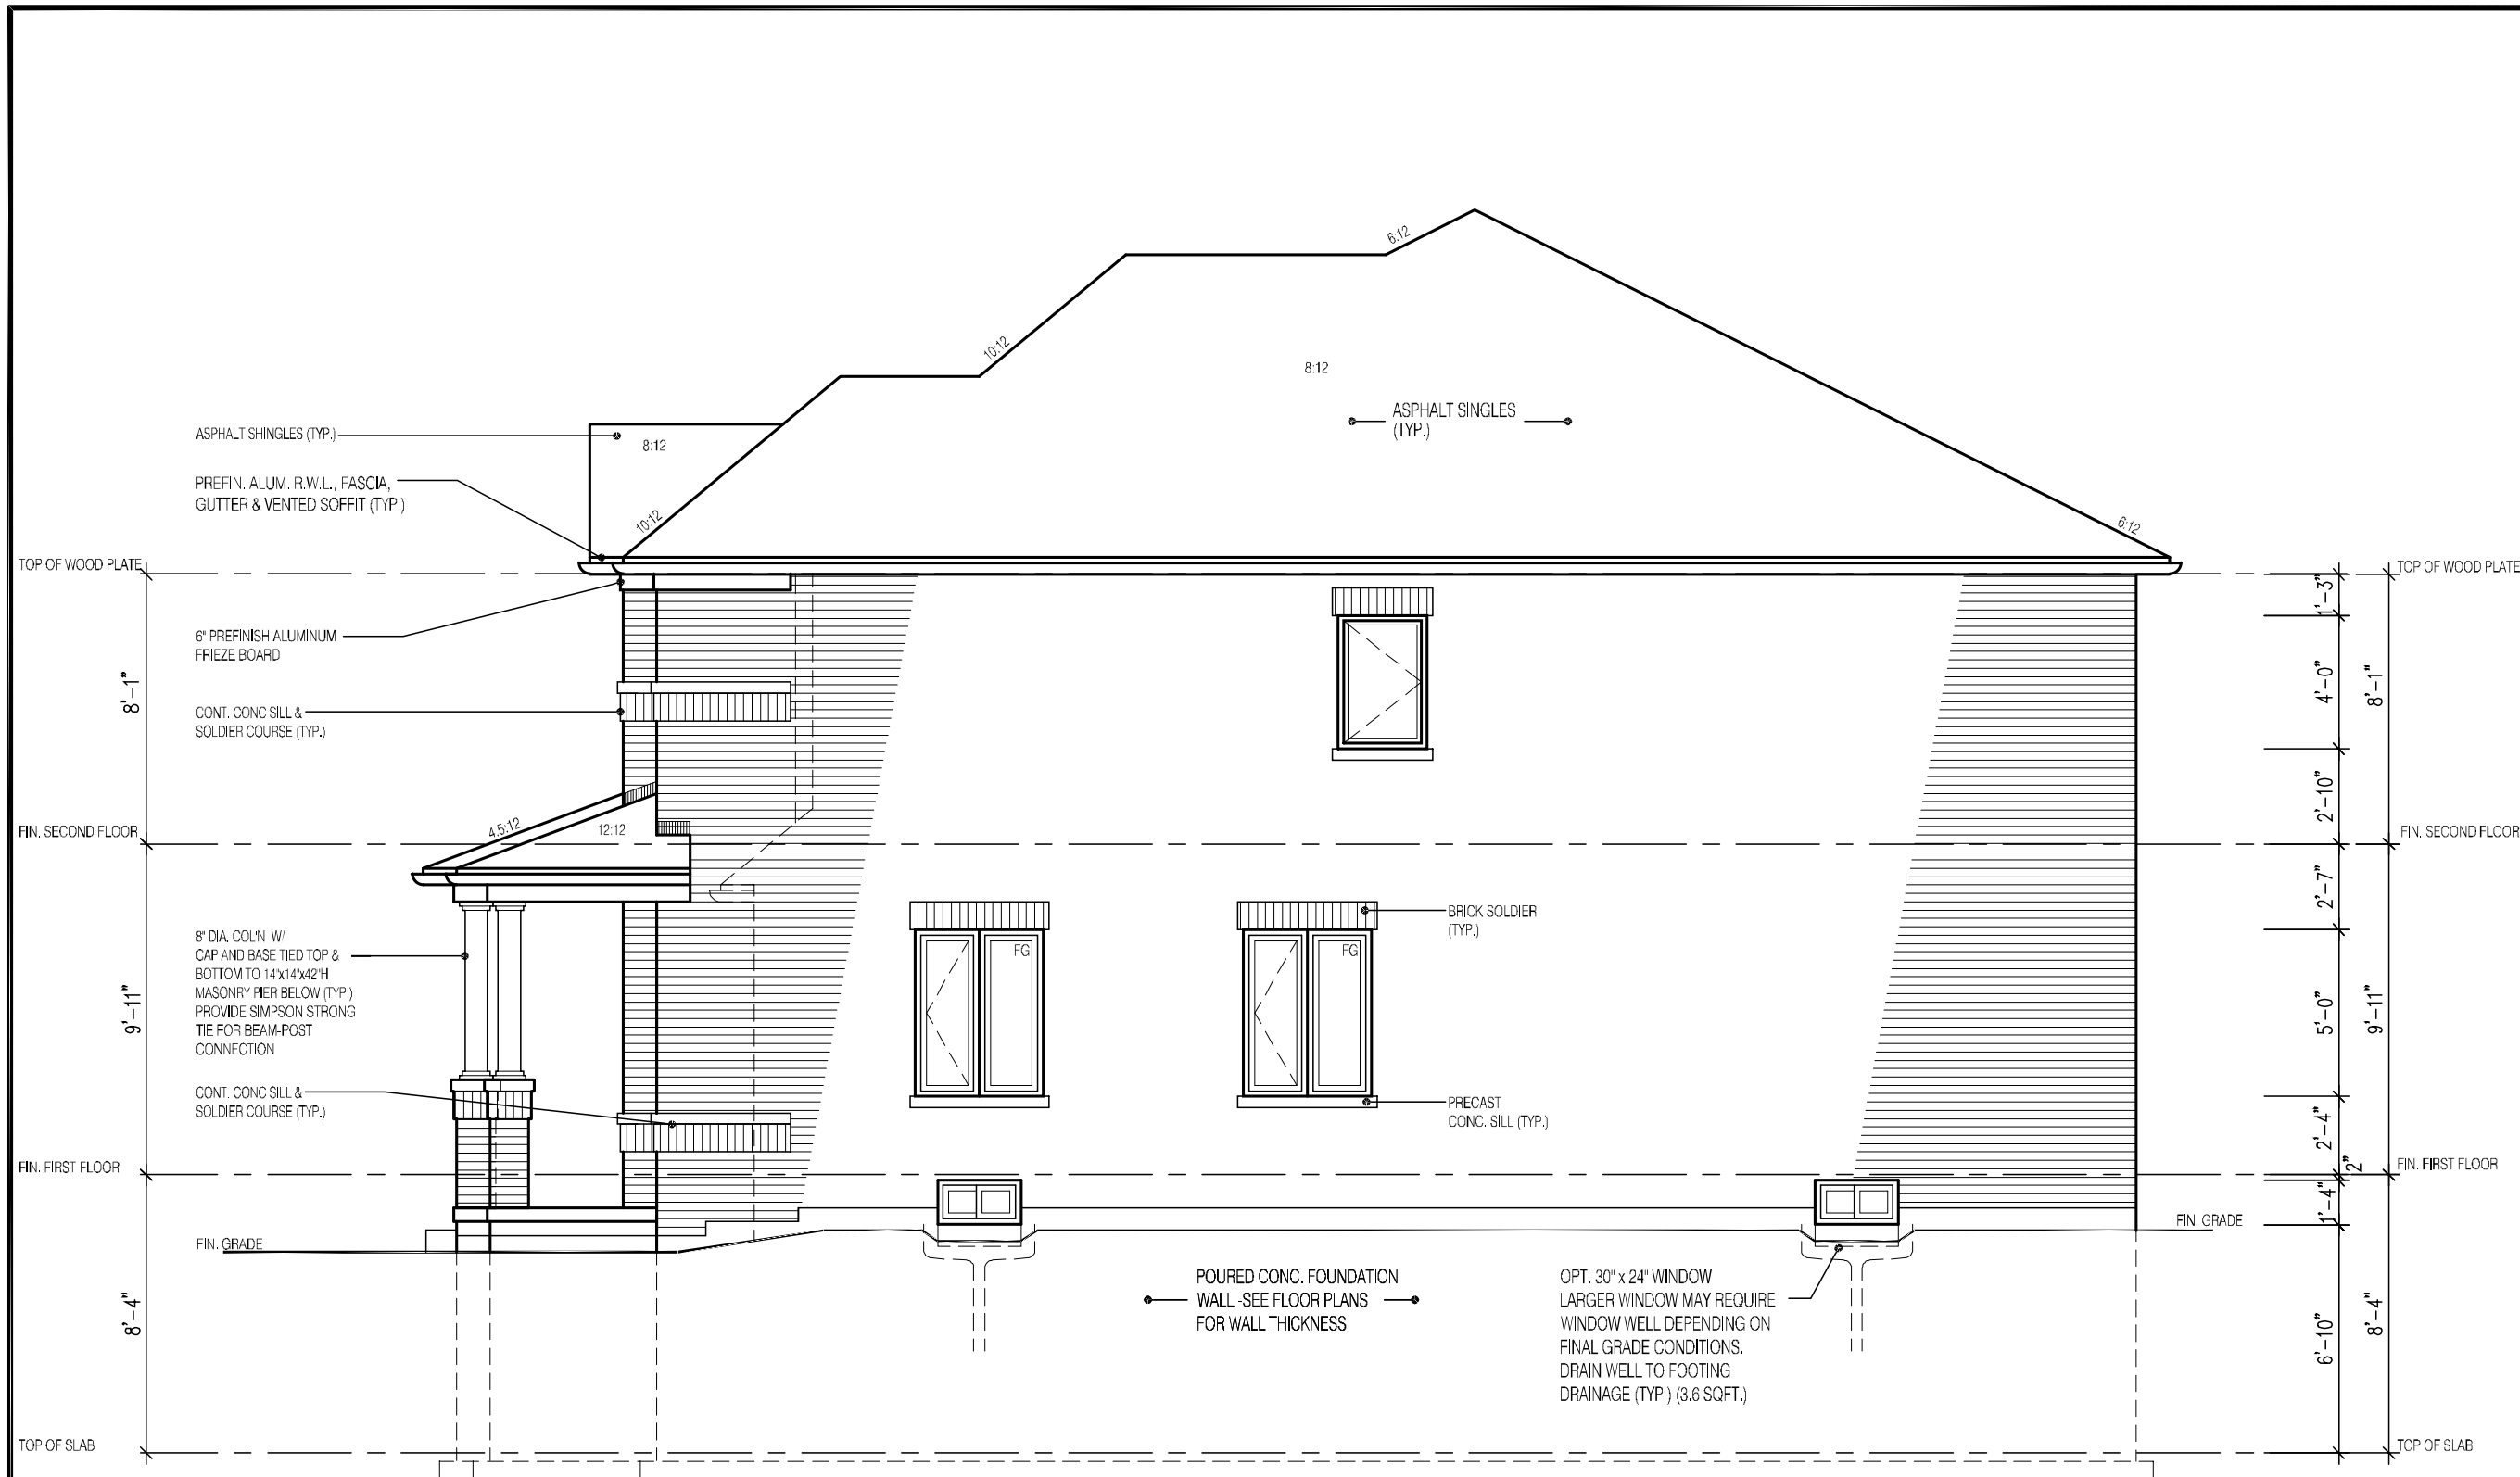 6:12
10:12
8:12
ASPHALT SINGLES
(TYP.)
ASPHALT SHINGLES (TYP.)
8:12
PREFIN. ALUM. R.W.L., FASCIA,
GUTTER & VENTED SOFFIT (TYP.)
10:12
6:12
TOP OF WOOD PLATE
TOP OF WOOD PLATE
1'-3"
6" PREFINISH ALUMINUM
FRIEZE BOARD
8'-1"
4'-0"
8'-1"
CONT. CONC SILL &
SOLDIER COURSE (TYP.)
2'-10"
4.5:12
12:12
FIN. SECOND FLOOR
FIN. SECOND FLOOR
2'-7"
BRICK SOLDIER
(TYP.)
FG
FG
8" DIA. COL'N W/
CAP AND BASE TIED TOP &
BOTTOM TO 14"x14"x42"H
MASONRY PIER BELOW (TYP.)
PROVIDE SIMPSON STRONG
TIE FOR BEAM-POST
CONNECTION
9'-11"
5'-0"
9'-11"
CONT. CONC SILL &
SOLDIER COURSE (TYP.)
PRECAST
CONC. SILL (TYP.)
2'-4"
FIN. FIRST FLOOR
FIN. FIRST FLOOR
2"
1'-4"
FIN. GRADE
FIN. GRADE
POURED CONC. FOUNDATION
WALL -SEE FLOOR PLANS
FOR WALL THICKNESS
OPT. 30" x 24" WINDOW
LARGER WINDOW MAY REQUIRE
WINDOW WELL DEPENDING ON
FINAL GRADE CONDITIONS.
DRAIN WELL TO FOOTING
DRAINAGE (TYP.) (3.6 SQFT.)
8'-4"
6'-10"
8'-4"
TOP OF SLAB
TOP OF SLAB